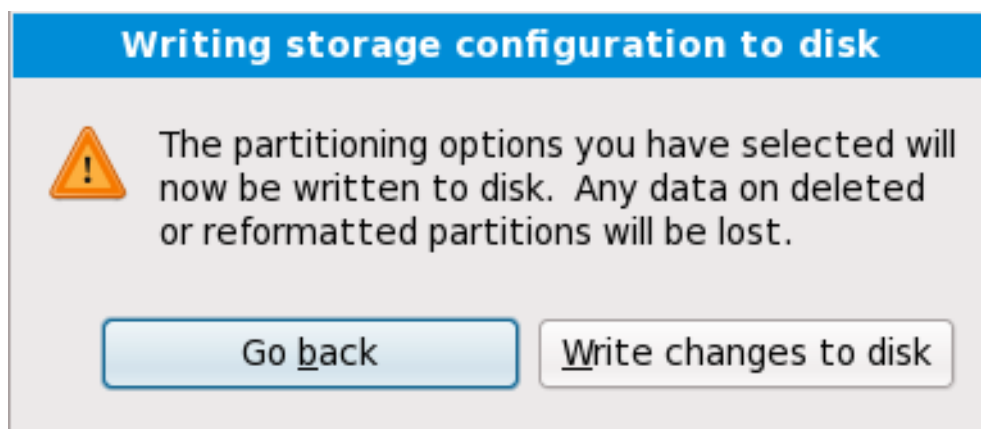 Writing storage configuration to disk
The partitioning options you have selected will
now be written to disk.  Any data on deleted
or reformatted partitions will be lost.
Go back
Write changes to disk